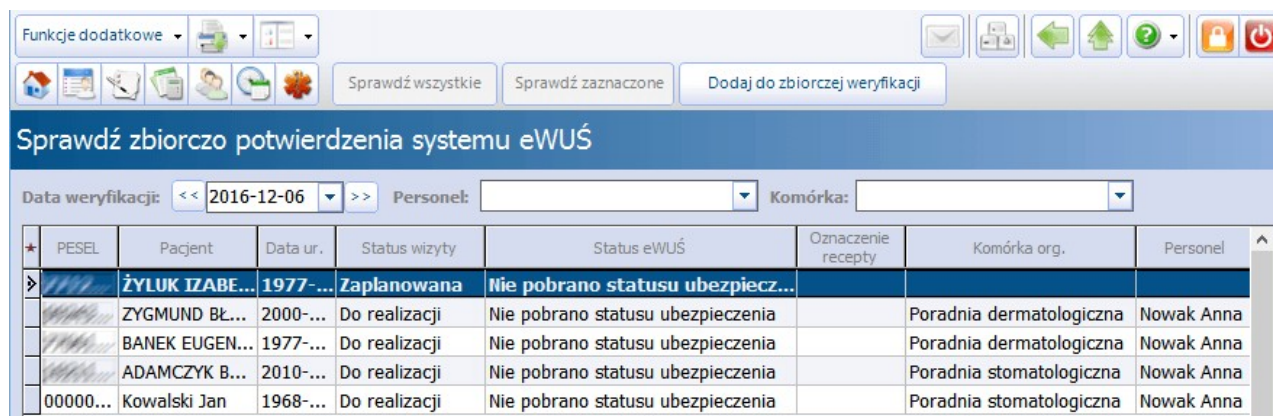 Funkcje dodatkowe
Sprawdź wszystkie Sprawdź zaznaczone Dodaj do zbiorczej weryfikacji
Sprawdź zbiorczo potwierdzenia systemu eWUŚ
Data weryfikacji: << 2016-12-06 >> Personel: Komórka:
PESEL Pacjent Data ur. Status wizyty Status eWUŚ Oznaczenie recepty Komórka org. Personel
ŻYLUK IZABE... 1977-... Zaplanowana Nie pobrano statusu ubezpiecz...
ZYGMUND BŁ... 2000-... Do realizacji Nie pobrano statusu ubezpieczenia Poradnia dermatologiczna Nowak Anna
BANEK EUGEN... 1977-... Do realizacji Nie pobrano statusu ubezpieczenia Poradnia dermatologiczna Nowak Anna
ADAMCZYK B... 2010-... Do realizacji Nie pobrano statusu ubezpieczenia Poradnia stomatologiczna Nowak Anna
00000... Kowalski Jan 1968-... Do realizacji Nie pobrano statusu ubezpieczenia Poradnia stomatologiczna Nowak Anna